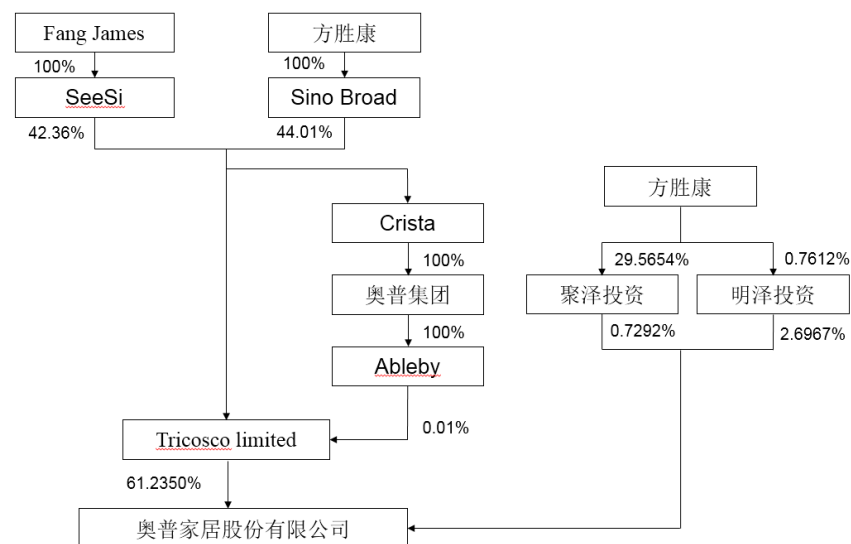 Fang James
方胜康
100%
100%
SeeSi
Sino Broad
42.36%
44.01%
方胜康
Crista
100%
29.5654%
0.7612%
奥普集团
聚泽投资
明泽投资
100%
0.7292%
2.6967%
Ableby
0.01%
Tricosco limited
61.2350%
奥普家居股份有限公司